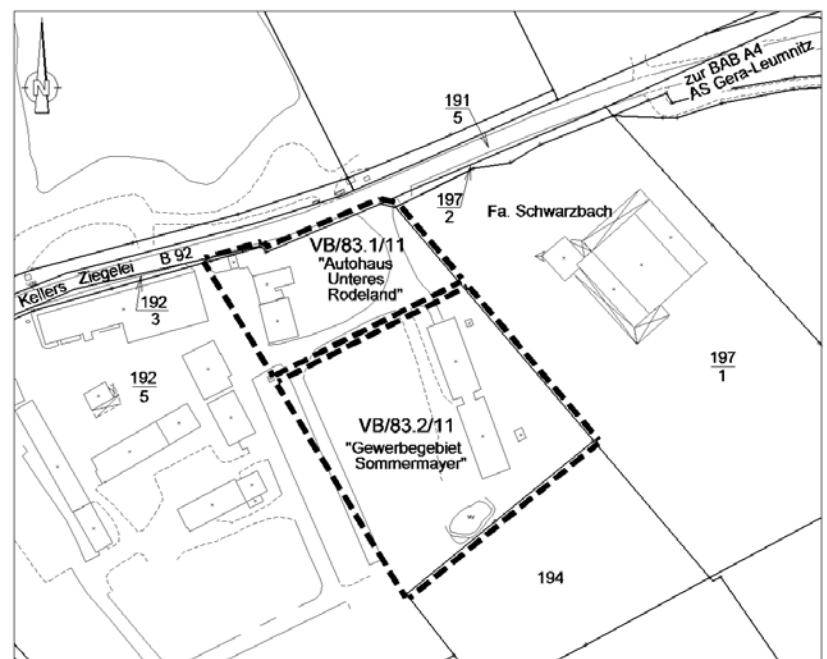 N
zur BAB A4
AS Gera-Leumnitz
191
5
197
2
Fa. Schwarzbach
VB/83.1/11
"Autohaus
Unteres
Rodeland"
Kellers Ziegelei B 92
192
3
192
5
197
1
VB/83.2/11
"Gewerbegebiet
Sommermayer"
194